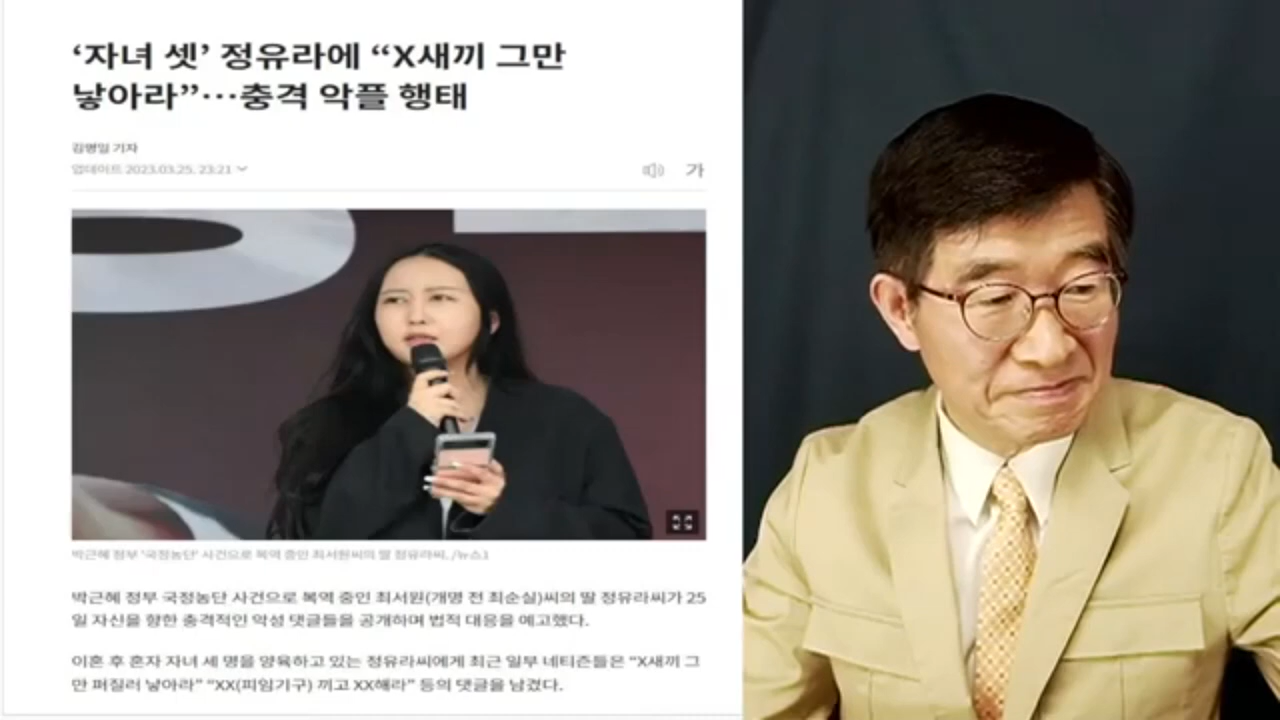 ‘자녀 셋’ 정유라에 “X새끼 그만
낳아라”…충격 악플 행태
김명일 기자
업데이트 2023.03.25. 23:21
가
박근혜 정부 '국정농단' 사건으로 복역 중인 최서원씨의 딸 정유라씨. /뉴스1
박근혜 정부 국정농단 사건으로 복역 중인 최서원(개명 전 최순실)씨의 딸 정유라씨가 25
일 자신을 향한 충격적인 악성 댓글들을 공개하며 법적 대응을 예고했다.
이혼 후 혼자 자녀 세 명을 양육하고 있는 정유라씨에게 최근 일부 네티즌들은 “X새끼 그
만 퍼질러 낳아라” “XX(피임기구) 끼고 XX해라” 등의 댓글을 남겼다.